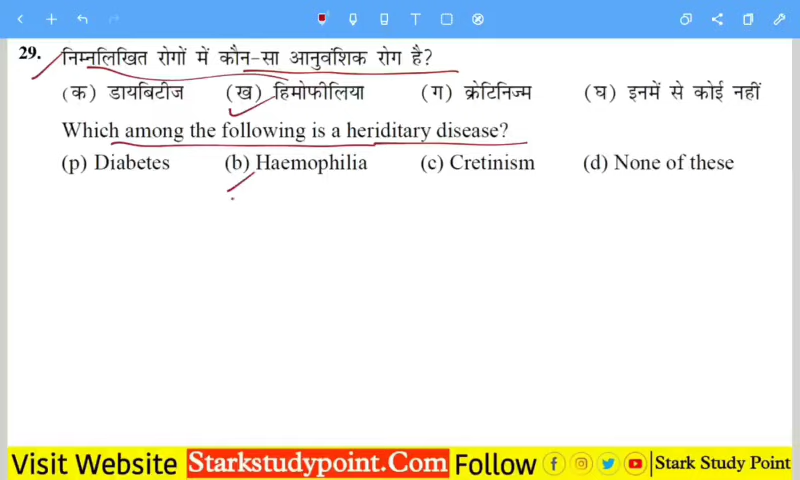 29. निम्नलिखित रोगों में कौन-सा आनुवंशिक रोग है?
(क) डायबिटीज (ख) हिमोफीलिया (ग) क्रेटिनिज्म (घ) इनमें से कोई नहीं
Which among the following is a heriditary disease?
(p) Diabetes (b) Haemophilia (c) Cretinism (d) None of these
Visit Website Starkstudypoint.Com Follow Stark Study Point